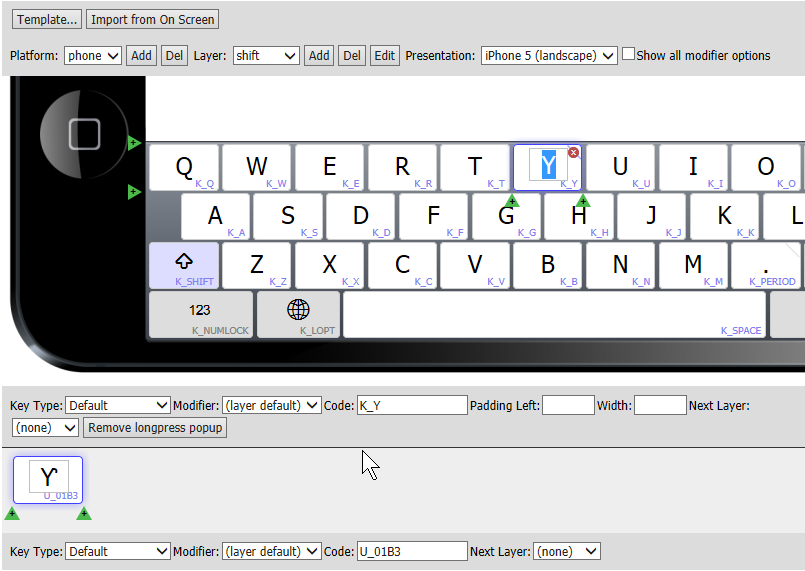 Template... Import from On Screen
Platform: phone Add Del Layer: shift Add Del Edit Presentation: iPhone 5 (landscape) Show all modifier options
Q W E R T Y U I O
K_Q K_W K_E K_R K_T K_Y K_U K_I K_O
A S D F G H J K L
K_A K_S K_D K_F K_G K_H K_J K_K
Z X C V B N M .
K_SHIFT K_Z K_X K_C K_V K_B K_N K_M K_PERIOD
123
K_NUMLOCK K_LOPT K_SPACE
Key Type: Default Modifier: (layer default) Code: K_Y Padding Left: Width: Next Layer:
(none) Remove longpress popup
Ƴ
U_01B3
Key Type: Default Modifier: (layer default) Code: U_01B3 Next Layer: (none)